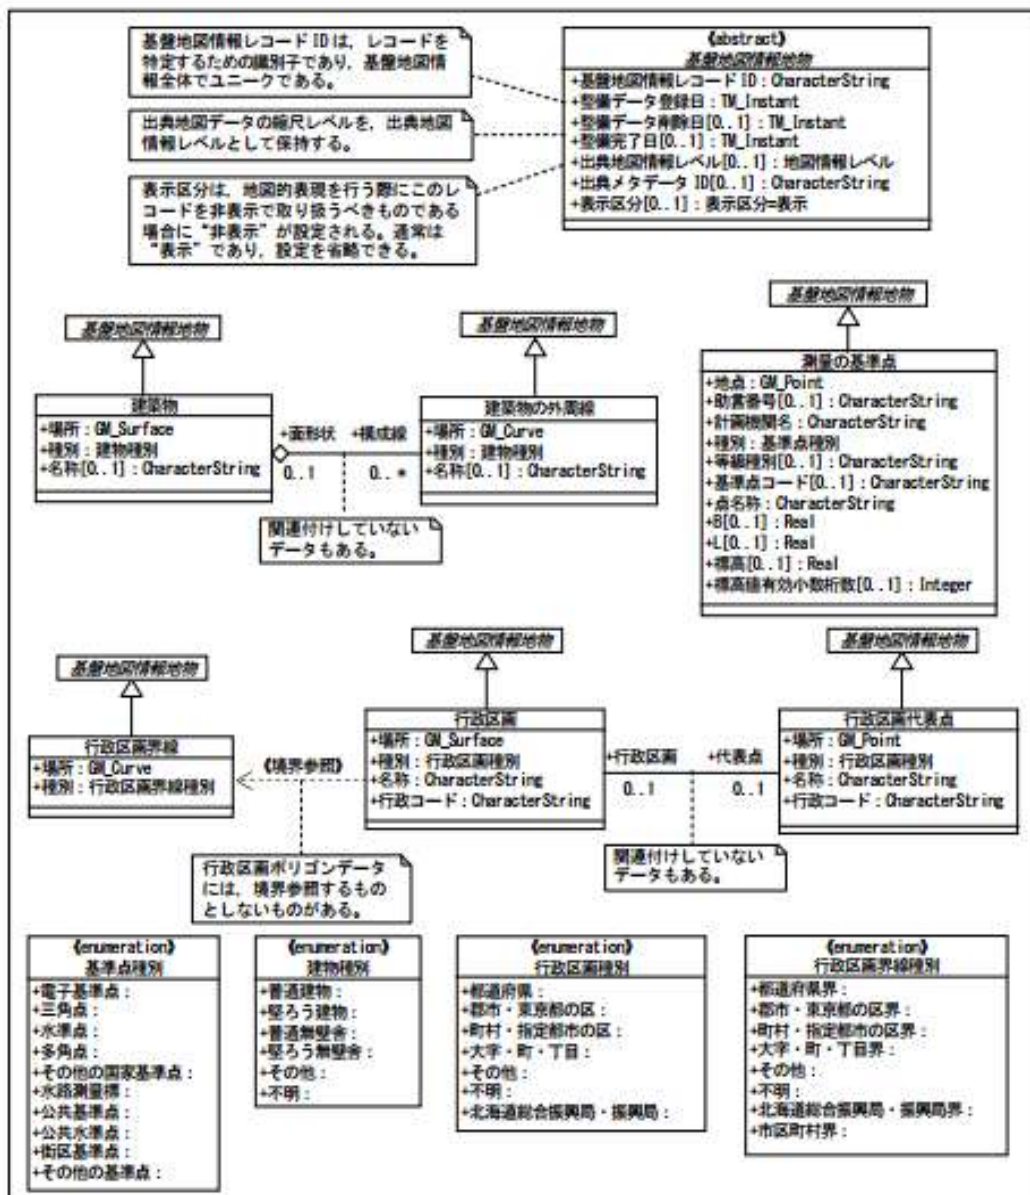 基盤地図情報レコード ID は，レコードを
特定するための識別子であり，基盤地図情
報全体でユニークである。
出典地図データの縮尺レベルを，出典地図
情報レベルとして保持する。
表示区分は，地図的表現を行う際にこのレ
コードを非表示で取り扱うべきものである
場合に“非表示”が設定される。通常は
“表示”であり，設定を省略できる。
《abstract》
基盤地図情報地物
+基盤地図情報レコード ID : CharacterString
+整備データ登録日 : TM_Instant
+整備データ削除日[0..1] : TM_Instant
+整備完了日[0..1] : TM_Instant
+出典地図情報レベル[0..1] : 地図情報レベル
+出典メタデータ ID[0..1] : CharacterString
+表示区分[0..1] : 表示区分=表示
基盤地図情報地物
建築物
+場所 : GM_Surface
+種別 : 建物種別
+名称[0..1] : CharacterString
+面形状
0..1
+構成線
0..*
関連付けしていない
データもある。
基盤地図情報地物
建築物の外周線
+場所 : GM_Curve
+種別 : 建物種別
+名称[0..1] : CharacterString
基盤地図情報地物
測量の基準点
+地点 : GM_Point
+助言番号[0..1] : CharacterString
+計画機関名 : CharacterString
+種別 : 基準点種別
+等級種別[0..1] : CharacterString
+基準点コード[0..1] : CharacterString
+点名称 : CharacterString
+B[0..1] : Real
+L[0..1] : Real
+標高[0..1] : Real
+標高値有効小数桁数[0..1] : Integer
基盤地図情報地物
行政区画界線
+場所 : GM_Curve
+種別 : 行政区画界線種別
《境界参照》
行政区画ポリゴンデータ
には，境界参照するもの
としないものがある。
基盤地図情報地物
行政区画
+場所 : GM_Surface
+種別 : 行政区画種別
+名称 : CharacterString
+行政コード : CharacterString
+行政区画
0..1
+代表点
0..1
関連付けしていない
データもある。
基盤地図情報地物
行政区画代表点
+場所 : GM_Point
+種別 : 行政区画種別
+名称 : CharacterString
+行政コード : CharacterString
《enumeration》
基準点種別
+電子基準点 :
+三角点 :
+水準点 :
+多角点 :
+その他の国家基準点 :
+水路測量標 :
+公共基準点 :
+公共水準点 :
+街区基準点 :
+その他の基準点 :
《enumeration》
建物種別
+普通建物 :
+堅ろう建物 :
+普通無壁舎 :
+堅ろう無壁舎 :
+その他 :
+不明 :
《enumeration》
行政区画種別
+都道府県 :
+郡市・東京都の区 :
+町村・指定都市の区 :
+大字・町・丁目 :
+その他 :
+不明 :
+北海道総合振興局・振興局 :
《enumeration》
行政区画界線種別
+都道府県界 :
+郡市・東京都の区界 :
+町村・指定都市の区界 :
+大字・町・丁目界 :
+その他 :
+不明 :
+北海道総合振興局・振興局界 :
+市区町村界 :